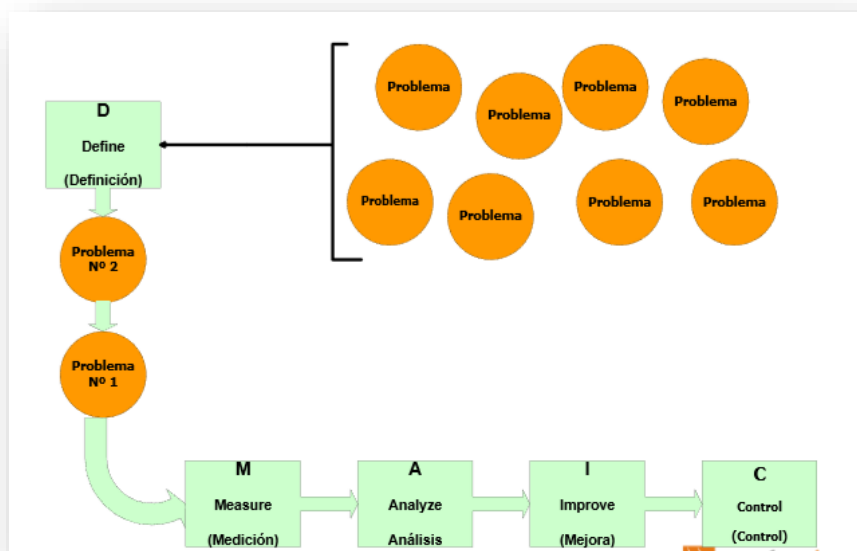 Problema
Problema
Problema
Problema
D
Define
(Definición)
Problema
Problema
Problema
Problema
Problema
Nº 2
Problema
Nº 1
M
Measure
(Medición)
A
Analyze
Análisis
I
Improve
(Mejora)
C
Control
(Control)